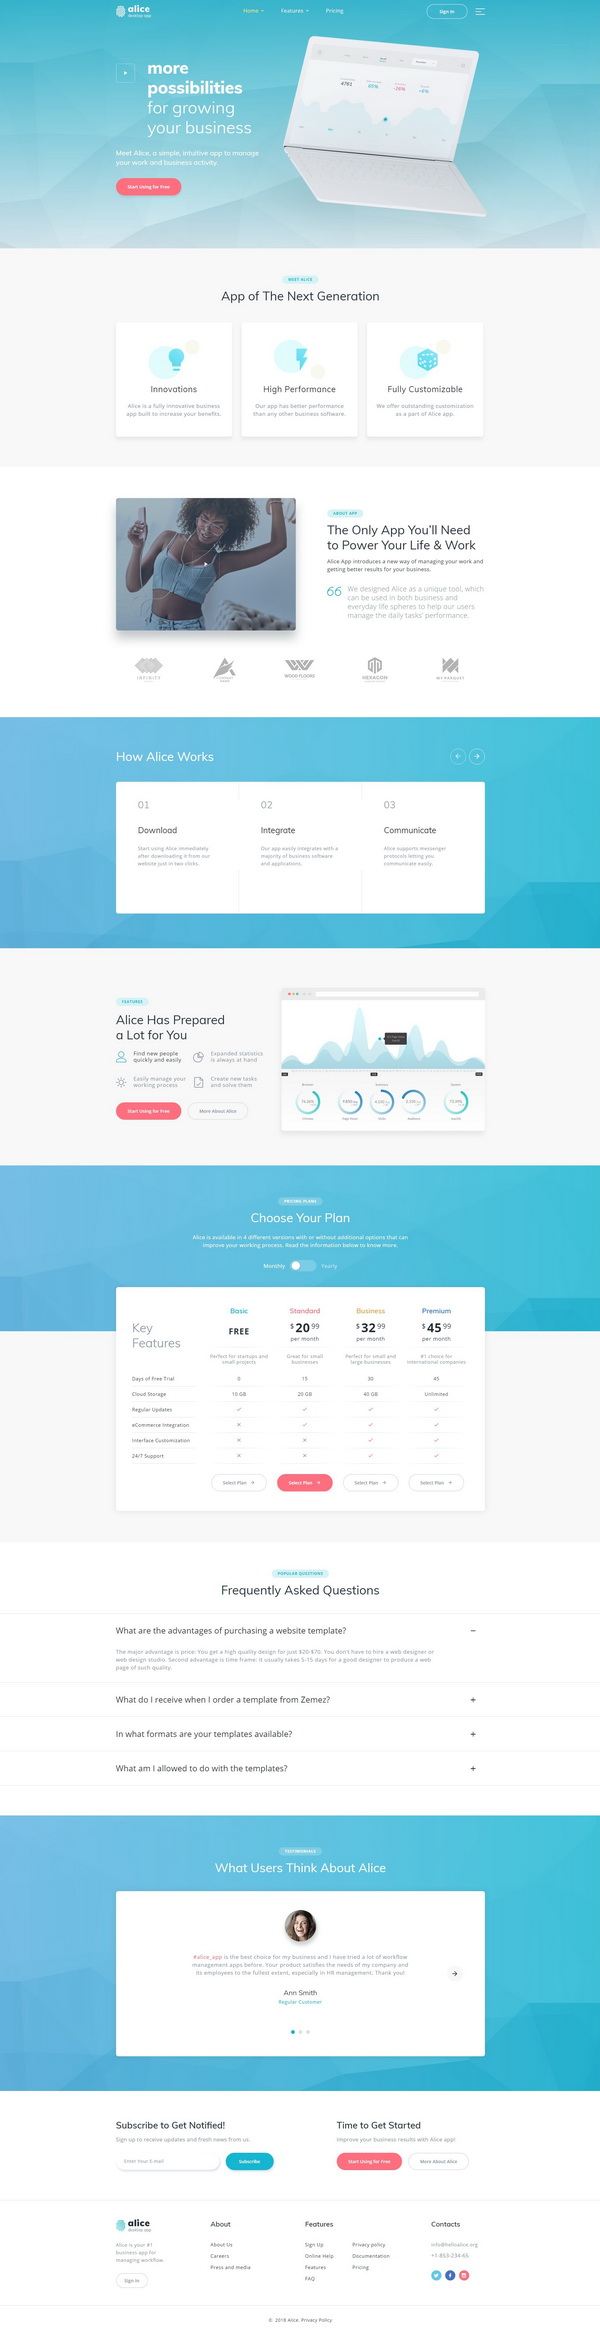 alice
desktop app
Home
Features
Pricing
Sign In
more
possibilities
for growing
your business
Meet Alice, a simple, intuitive app to manage
your work and business activity.
Start Using for Free
4761
65%
-26%
+6%
MEET ALICE
App of The Next Generation
Innovations
Alice is a fully innovative business
app built to increase your benefits.
High Performance
Our app has better performance
than any other business software.
Fully Customizable
We offer outstanding customization
as a part of Alice app.
ABOUT APP
The Only App You'll Need
to Power Your Life & Work
Alice App introduces a new way of managing your work and
getting better results for your business.
We designed Alice as a unique tool, which
can be used in both business and
everyday life spheres to help our users
manage the daily tasks' performance.
INFINITY
WOOD FLOORS
HEXAGON
MY PARQUET
How Alice Works
01
Download
Start using Alice immediately
after downloading it from our
website just in two clicks.
02
Integrate
Our app easily integrates with a
majority of business software
and applications.
03
Communicate
Alice supports messenger
protocols letting you
communicate easily.
FEATURES
Alice Has Prepared
a Lot for You
Find new people
quickly and easily
Expanded statistics
is always at hand
Easily manage your
working process
Create new tasks
and solve them
Start Using for Free
More About Alice
PRICING PLANS
Choose Your Plan
Alice is available in 4 different versions with or without additional options that can
improve your working process. Read the information below to know more.
Monthly
Yearly
Key
Features
Basic
FREE
Perfect for startups and
small projects
Standard
$20.99
per month
Great for small
businesses
Business
$32.99
per month
Perfect for small and
large businesses
Premium
$45.99
per month
#1 choice for
international companies
Days of Free Trial 0 15 30 45
Cloud Storage 10 GB 20 GB 40 GB Unlimited
Regular Updates
eCommerce Integration
Interface Customization
24/7 Support
Select Plan
Select Plan
Select Plan
Select Plan
POPULAR QUESTIONS
Frequently Asked Questions
What are the advantages of purchasing a website template?
The major advantage is price: You get a high quality design for just $20-$70. You don't have to hire a web designer or
web design studio. Second advantage is time frame: It usually takes 5-15 days for a good designer to produce a web
page of such quality.
What do I receive when I order a template from Zemez?
In what formats are your templates available?
What am I allowed to do with the templates?
TESTIMONIALS
What Users Think About Alice
#alice_app is the best choice for my business and I have tried a lot of workflow
management apps before. Your product satisfies the needs of my company and
its employees to the fullest extent, especially in HR management. Thank you!
Ann Smith
Regular Customer
Subscribe to Get Notified!
Sign up to receive updates and fresh news from us.
Enter Your E-mail
Subscribe
Time to Get Started
Improve your business results with Alice app!
Start Using for Free
More About Alice
alice
desktop app
Alice is your #1
business app for
managing workflow.
Sign In
About
About Us
Careers
Press and media
Features
Sign Up
Online Help
Features
FAQ
Privacy policy
Documentation
Pricing
Contacts
info@helloalice.org
+1-853-234-65
© 2018 Alice. Privacy Policy